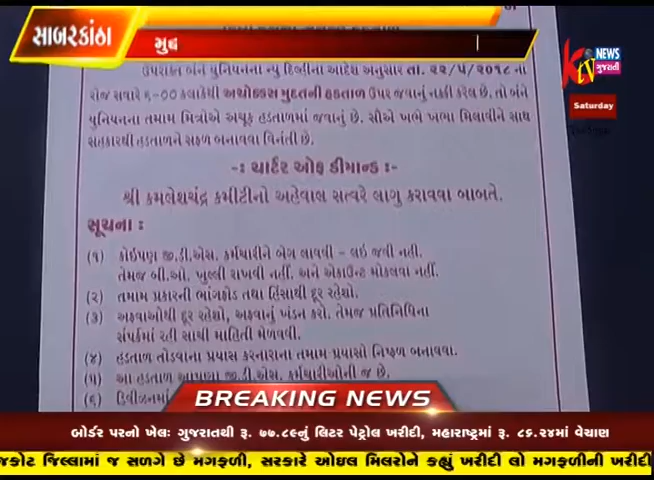 સાબરકાંઠા
મુદ્દ
NEWS
ગુજરાતી
Saturday
ઉપરોક્ત બંને યુનિયનના ન્યુ દિલ્હીના આદેશ અનુસાર તા. ૨૨/૫/૨૦૧૮ ના
રોજ સવારે ૬-૦૦ કલાકેથી અચોક્કસ મુદતની હડતાળ ઉપર જવાનું નક્કી કરેલ છે. તો બંને
યુનિયનના તમામ મિત્રોએ અચૂક હડતાળમાં જવાનું છે. સૌએ ખભે ખભા મિલાવીને સાથ
સહકારથી હડતાળને સફળ બનાવવા વિનંતી છે.
-: ચાર્ટર ઓફ ડીમાન્ડ :-
શ્રી કમલેશચંદ્ર કમીટીનો અહેવાલ સત્વરે લાગુ કરાવવા બાબતે.
સૂચના :
(૧) કોઇપણ જી.ડી.એસ. કર્મચારીને બેગ લાવવી - લઇ જવી નહી.
તેમજ બી.ઓ. ખુલ્લી રાખવી નહીં. અને એકાઉન્ટ મોકલવા નહીં.
(૨) તમામ પ્રકારની ભાંગફોડ તથા હિંસાથી દૂર રહેશો.
(૩) અફવાઓથી દૂર રહેશો, અફવાનું ખંડન કરો. તેમજ પ્રતિનિધિના
સંપર્કમાં રહી સાચી માહિતી મેળવવી.
(૪) હડતાળ તોડવાના પ્રયાસ કરનારાના તમામ પ્રયાસો નિષ્ફળ બનાવવા.
(૫) આ હડતાળ આપણા જી.ડી.એસ. કર્મચારીઓની જ છે.
(૬) ડિવીઝનમાં
BREAKING NEWS
બોર્ડર પરનો ખેલઃ ગુજરાતથી રૂ. ૭૭.૮૯નું લિટર પેટ્રોલ ખરીદી, મહારાષ્ટ્રમાં રૂ. ૮૬.૨૪માં વેચાણ
જકોટ જિલ્લામાં જ સળગે છે મગફળી, સરકારે ઓઇલ મિલરોને કહ્યું ખરીદી લો મગફળીની ખરીદી